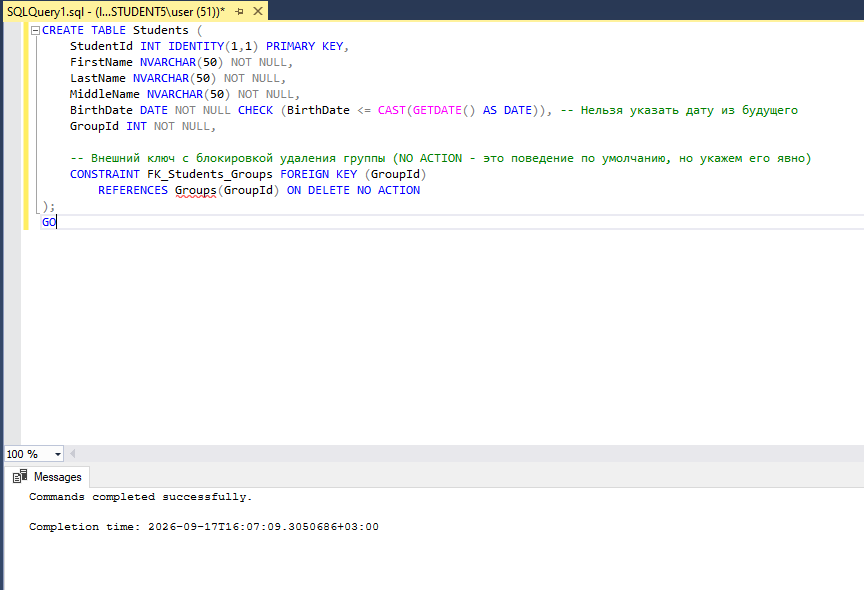 SQLQuery1.sql - (l...STUDENT5\user (51))*
CREATE TABLE Students (
StudentId INT IDENTITY(1,1) PRIMARY KEY,
FirstName NVARCHAR(50) NOT NULL,
LastName NVARCHAR(50) NOT NULL,
MiddleName NVARCHAR(50) NOT NULL,
BirthDate DATE NOT NULL CHECK (BirthDate <= CAST(GETDATE() AS DATE)), -- Нельзя указать дату из будущего
GroupId INT NOT NULL,
-- Внешний ключ с блокировкой удаления группы (NO ACTION - это поведение по умолчанию, но укажем его явно)
CONSTRAINT FK_Students_Groups FOREIGN KEY (GroupId)
REFERENCES Groups(GroupId) ON DELETE NO ACTION
);
GO
100 %
Messages
Commands completed successfully.
Completion time: 2026-09-17T16:07:09.3050686+03:00